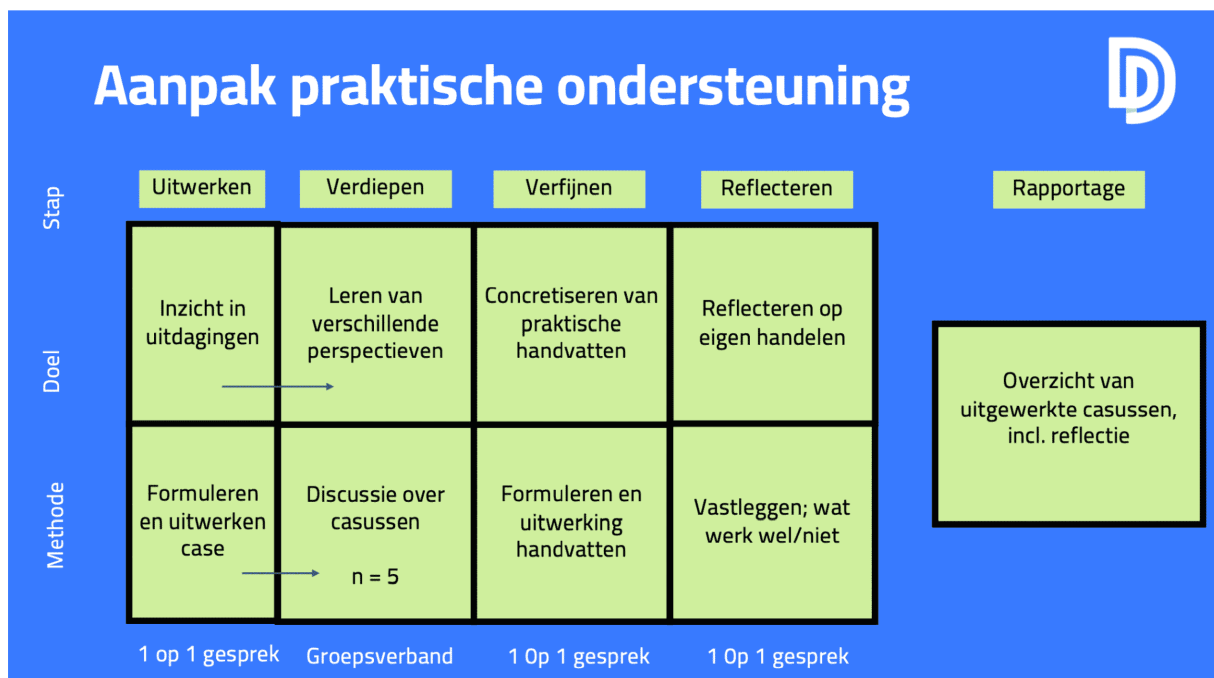 Aanpak praktische ondersteuning
Stap
Uitwerken
Verdiepen
Verfijnen
Reflecteren
Rapportage
Doel
Inzicht in
uitdagingen
Leren van
verschillende
perspectieven
Concretiseren van
praktische
handvatten
Reflecteren op
eigen handelen
Overzicht van
uitgewerkte casussen,
incl. reflectie
Methode
Formuleren
en uitwerken
case
Discussie over
casussen
n = 5
Formuleren en
uitwerking
handvatten
Vastleggen; wat
werk wel/niet
1 op 1 gesprek
Groepsverband
1 Op 1 gesprek
1 Op 1 gesprek